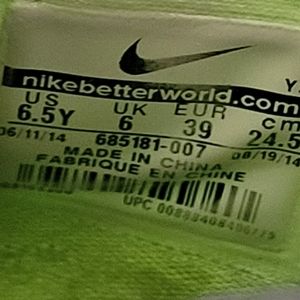 Y
nikebetterworld.com
US UK EUR cm
6.5Y 6 39 24.5
06/11/14 685181-007 08/19/14
MADE IN CHINA
FABRIQUE EN CHINE
UPC